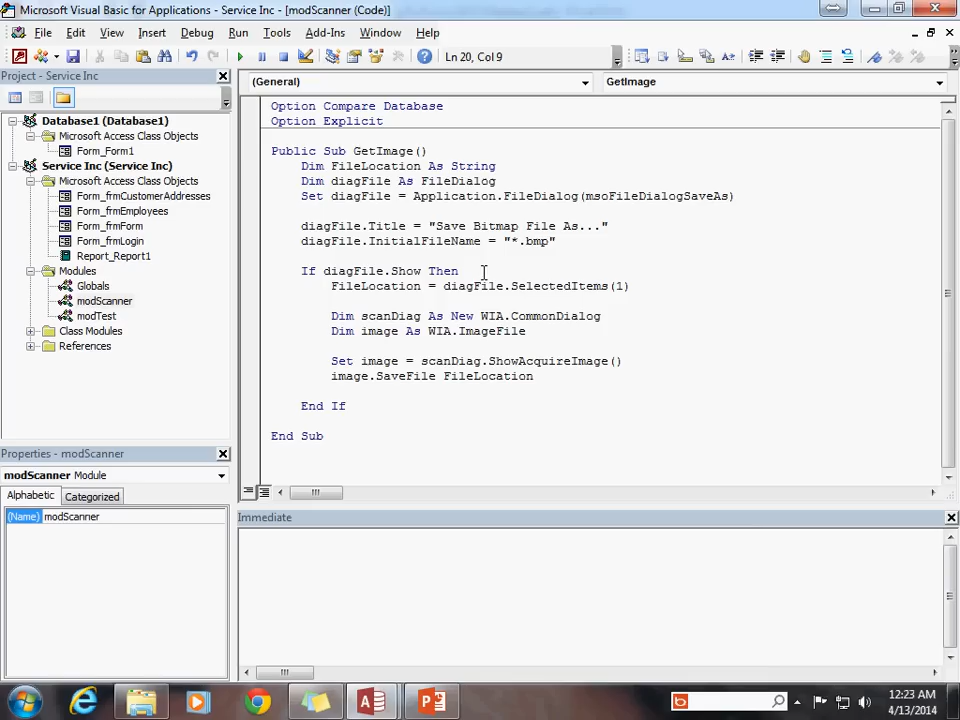 Microsoft Visual Basic for Applications - Service Inc - [modScanner (Code)]
File Edit View Insert Format Debug Run Tools Add-Ins Window Help
Ln 20, Col 9
Project - Service Inc
(General)
GetImage
Database1 (Database1)
Microsoft Access Class Objects
Form_Form1
Service Inc (Service Inc)
Microsoft Access Class Objects
Form_frmCustomerAddresses
Form_frmEmployees
Form_frmForm
Form_frmLogin
Report_Report1
Modules
Globals
modScanner
modTest
Class Modules
References
Option Compare Database
Option Explicit
Public Sub GetImage()
Dim FileLocation As String
Dim diagFile As FileDialog
Set diagFile = Application.FileDialog(msoFileDialogSaveAs)
diagFile.Title = "Save Bitmap File As..."
diagFile.InitialFileName = "*.bmp"
If diagFile.Show Then
FileLocation = diagFile.SelectedItems(1)
Dim scanDiag As New WIA.CommonDialog
Dim image As WIA.ImageFile
Set image = scanDiag.ShowAcquireImage()
image.SaveFile FileLocation
End If
End Sub
Properties - modScanner
modScanner Module
Alphabetic Categorized
(Name) modScanner
Immediate
12:23 AM
4/13/2014